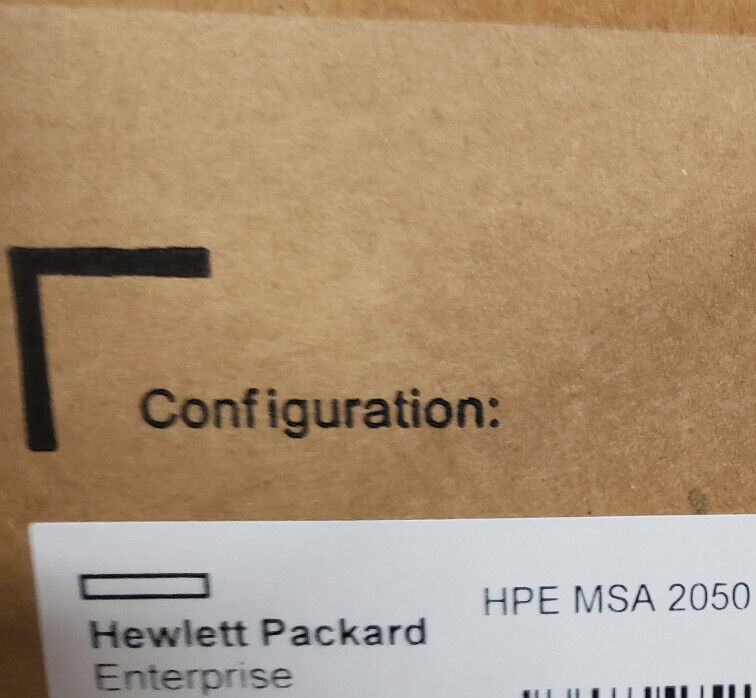 Configuration:
HPE MSA 2050
Hewlett Packard
Enterprise